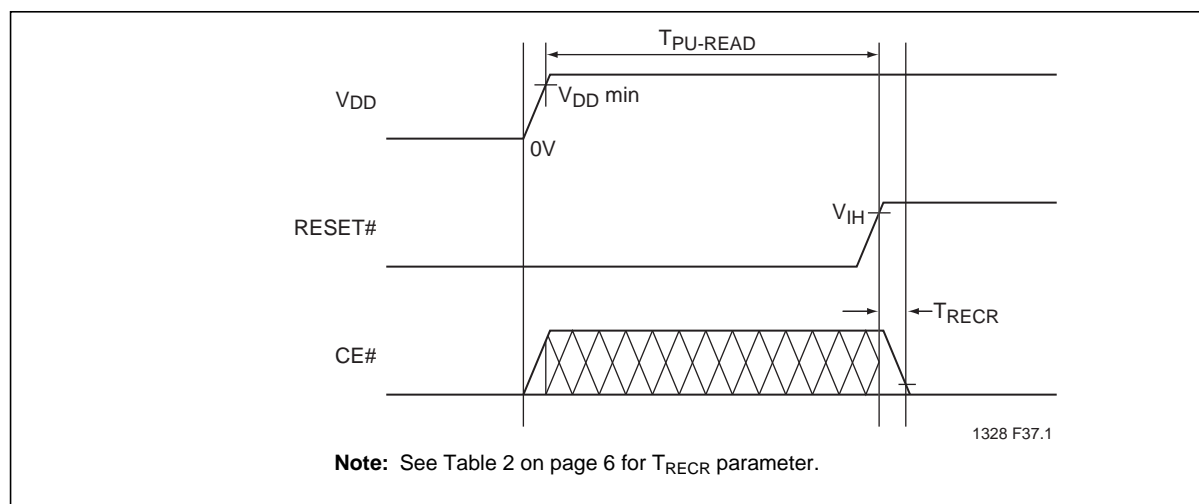 TPU-READ
VDD
VDD min
0V
RESET#
VIH
TRECR
CE#
1328 F37.1
Note: See Table 2 on page 6 for TRECR parameter.